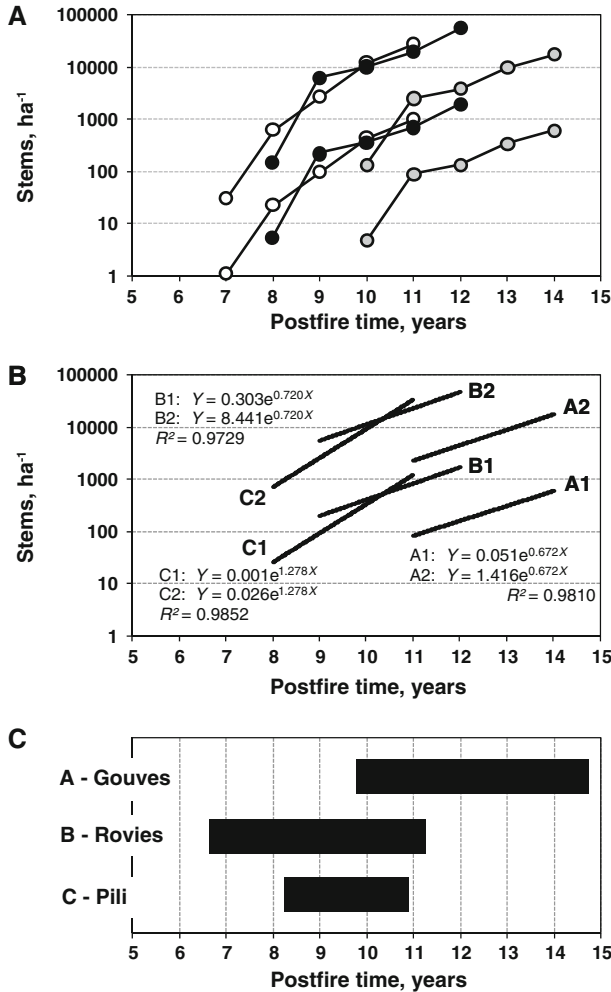 A
100000
10000
1000
100
10
1
Stems, ha-1
5 6 7 8 9 10 11 12 13 14 15
Postfire time, years
B
100000
10000
1000
100
10
1
Stems, ha-1
B1: Y = 0.303e0.720X
B2: Y = 8.441e0.720X
R2 = 0.9729
B2
A2
B1
A1
C2
C1
C1: Y = 0.001e1.278X
C2: Y = 0.026e1.278X
R2 = 0.9852
A1: Y = 0.051e0.672X
A2: Y = 1.416e0.672X
R2 = 0.9810
5 6 7 8 9 10 11 12 13 14 15
Postfire time, years
C
A - Gouves
B - Rovies
C - Pili
5 6 7 8 9 10 11 12 13 14 15
Postfire time, years